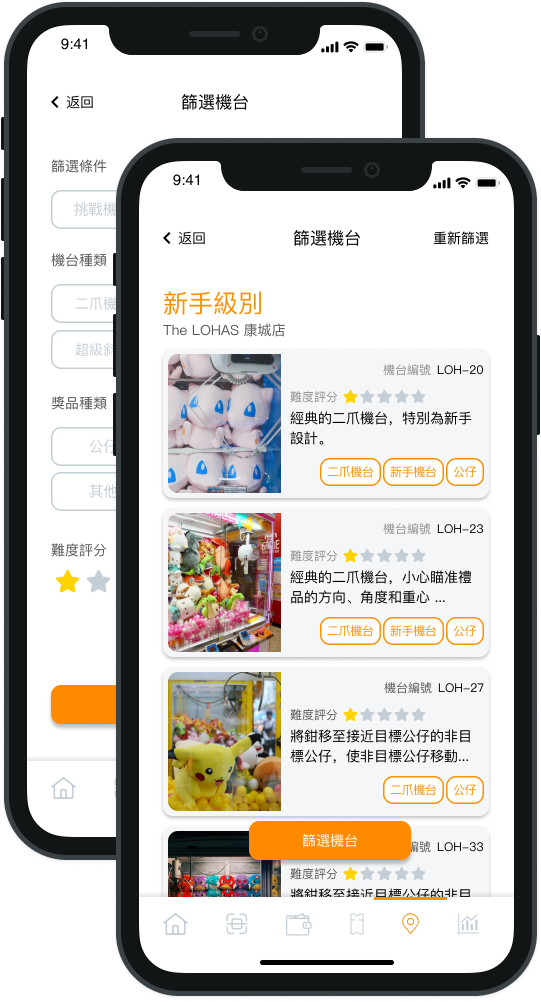 9:41
返回
篩選機台
篩選條件
挑戰機
機台種類
二爪機
超級斜
獎品種類
公仔
其他
難度評分
9:41
返回
篩選機台
重新篩選
新手級別
The LOHAS 康城店
機台編號 LOH-20
難度評分
經典的二爪機台，特別為新手
設計。
二爪機台
新手機台
公仔
機台編號 LOH-23
難度評分
經典的二爪機台，小心瞄准禮
品的方向、角度和重心 ...
二爪機台
新手機台
公仔
機台編號 LOH-27
難度評分
將鉗移至接近目標公仔的非目
標公仔，使非目標公仔移動...
二爪機台
公仔
編號 LOH-33
篩選機台
難度評分
將鉗移至接近目標公仔的非目